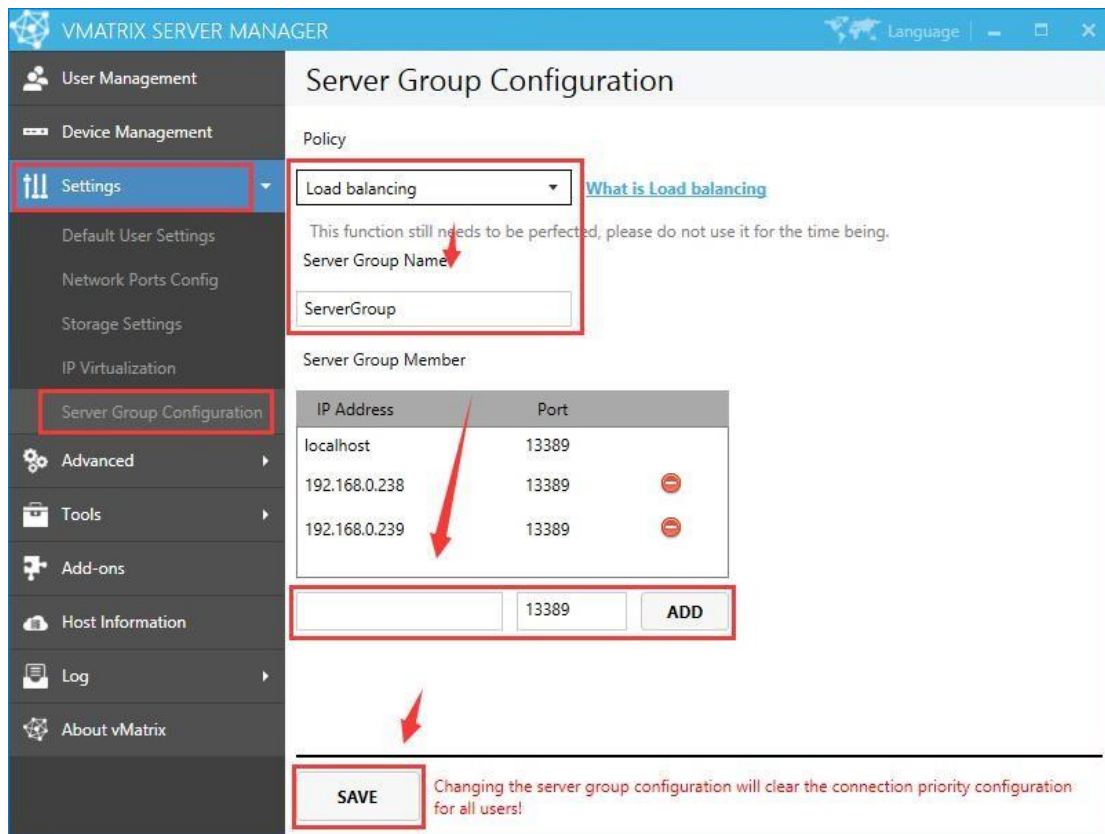 VMATRIX SERVER MANAGER
Language
User Management
Device Management
Settings
Default User Settings
Network Ports Config
Storage Settings
IP Virtualization
Server Group Configuration
Advanced
Tools
Add-ons
Host Information
Log
About vMatrix
Server Group Configuration
Policy
Load balancing What is Load balancing
This function still needs to be perfected, please do not use it for the time being.
Server Group Name
ServerGroup
Server Group Member
IP Address Port
localhost 13389
192.168.0.238 13389
192.168.0.239 13389
13389 ADD
SAVE
Changing the server group configuration will clear the connection priority configuration
for all users!